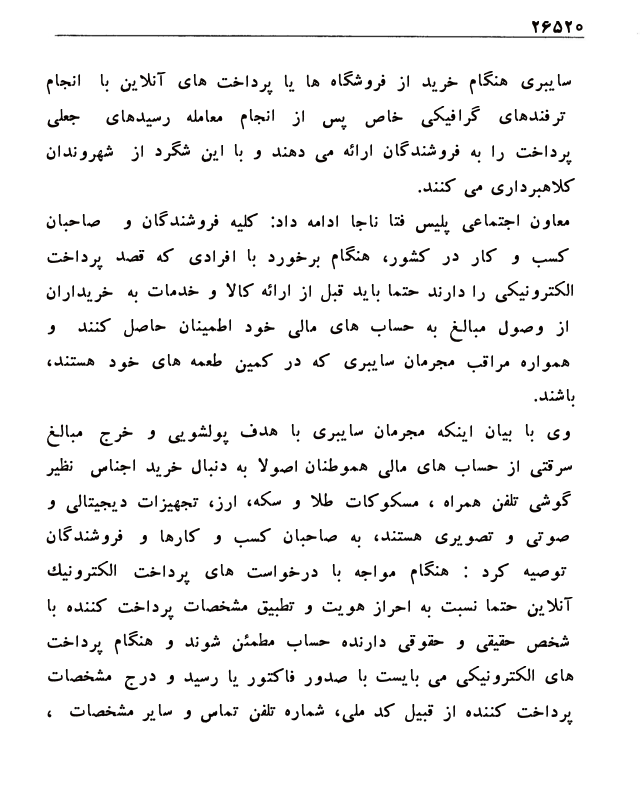 ۲۶۵۲۰
سایبری هنگام خرید از فروشگاه ها یا پرداخت های آنلاین با انجام
ترفندهای گرافیکی خاص پس از انجام معامله رسیدهای جعلی
پرداخت را به فروشندگان ارائه می دهند و با این شگرد از شهروندان
کلاهبرداری می کنند.
معاون اجتماعی پلیس فتا ناجا ادامه داد: کلیه فروشندگان و صاحبان
کسب و کار در کشور، هنگام برخورد با افرادی که قصد پرداخت
الکترونیکی را دارند حتما باید قبل از ارائه کالا و خدمات به خریداران
از وصول مبالغ به حساب های مالی خود اطمینان حاصل کنند و
همواره مراقب مجرمان سایبری که در کمین طعمه های خود هستند،
باشند.
وی با بیان اینکه مجرمان سایبری با هدف پولشویی و خرج مبالغ
سرقتی از حساب های مالی هموطنان اصولا به دنبال خرید اجناس نظیر
گوشی تلفن همراه ، مسکوکات طلا و سکه، ارز، تجهیزات دیجیتالی و
صوتی و تصویری هستند، به صاحبان کسب و کارها و فروشندگان
توصیه کرد : هنگام مواجه با درخواست های پرداخت الکترونیك
آنلاین حتما نسبت به احراز هویت و تطبیق مشخصات پرداخت کننده با
شخص حقیقی و حقوقی دارنده حساب مطمئن شوند و هنگام پرداخت
های الکترونیکی می بایست با صدور فاکتور یا رسید و درج مشخصات
پرداخت کننده از قبیل کد ملی، شماره تلفن تماس و سایر مشخصات ،